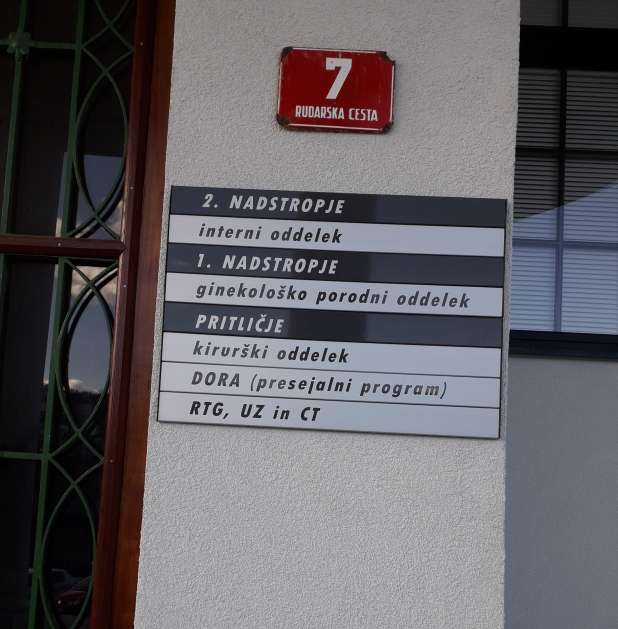 7
RUDARSKA CESTA
2. NADSTROPJE
interni oddelek
1. NADSTROPJE
ginekološko porodni oddelek
PRITLIČJE
kirurški oddelek
DORA (presejalni program)
RTG, UZ in CT